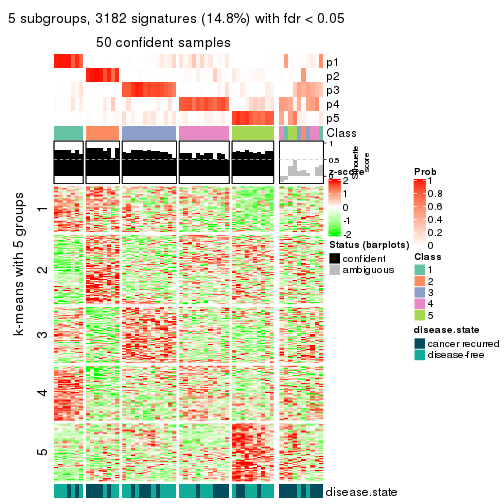 5 subgroups, 3182 signatures (14.8%) with fdr < 0.05
50 confident samples
p1
p2
p3
p4
p5
Class
1
0.5
0
Silhouette
score
k-means with 5 groups
1
2
3
4
5
disease.state
z-score
2
1
0
-1
-2
Status (barplots)
confident
ambiguous
Prob
1
0.8
0.6
0.4
0.2
0
Class
1
2
3
4
5
disease.state
cancer recurred
disease-free